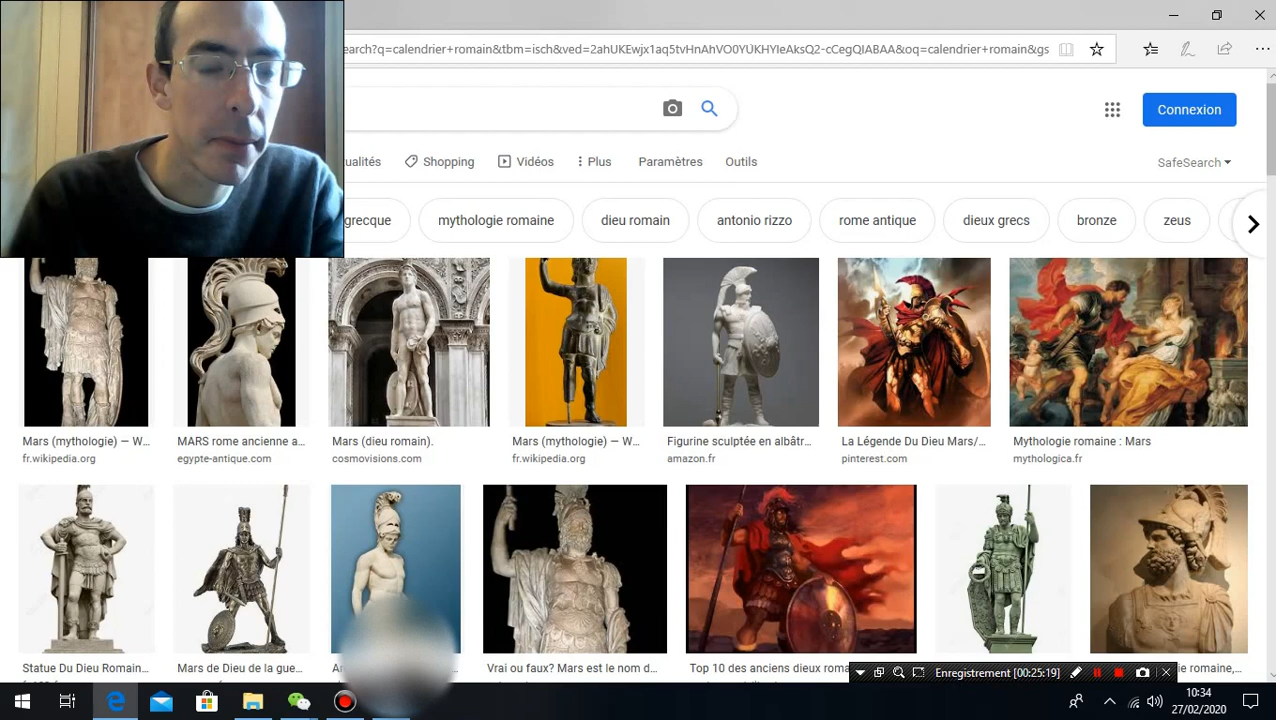 search?q=calendrier+romain&tbm=isch&ved=2ahUKEwjx1aq5tvHnAhVO0YUKHYIeAksQ2-cCegQIABAA&oq=calendrier+romain&gs
Connexion
tualités Shopping Vidéos Plus Paramètres Outils SafeSearch
grecque mythologie romaine dieu romain antonio rizzo rome antique dieux grecs bronze zeus
Mars (mythologie) — W... MARS rome ancienne a... Mars (dieu romain). Mars (mythologie) — W... Figurine sculptée en albâtr... La Légende Du Dieu Mars/... Mythologie romaine : Mars
fr.wikipedia.org egypte-antique.com cosmovisions.com fr.wikipedia.org amazon.fr pinterest.com mythologica.fr
Statue Du Dieu Romain... Mars de Dieu de la gue... Vrai ou faux? Mars est le nom d... Top 10 des anciens dieux roma
Enregistrement [00:25:19]
10:34
27/02/2020